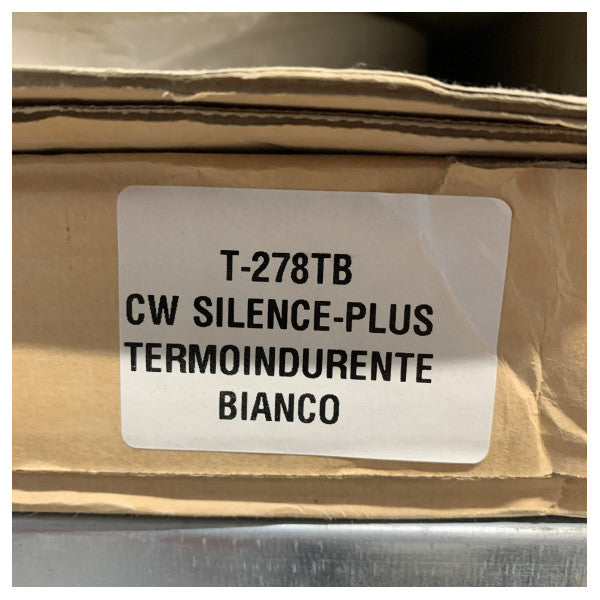 T-278TB
CW SILENCE-PLUS
TERMOINDURENTE
BIANCO